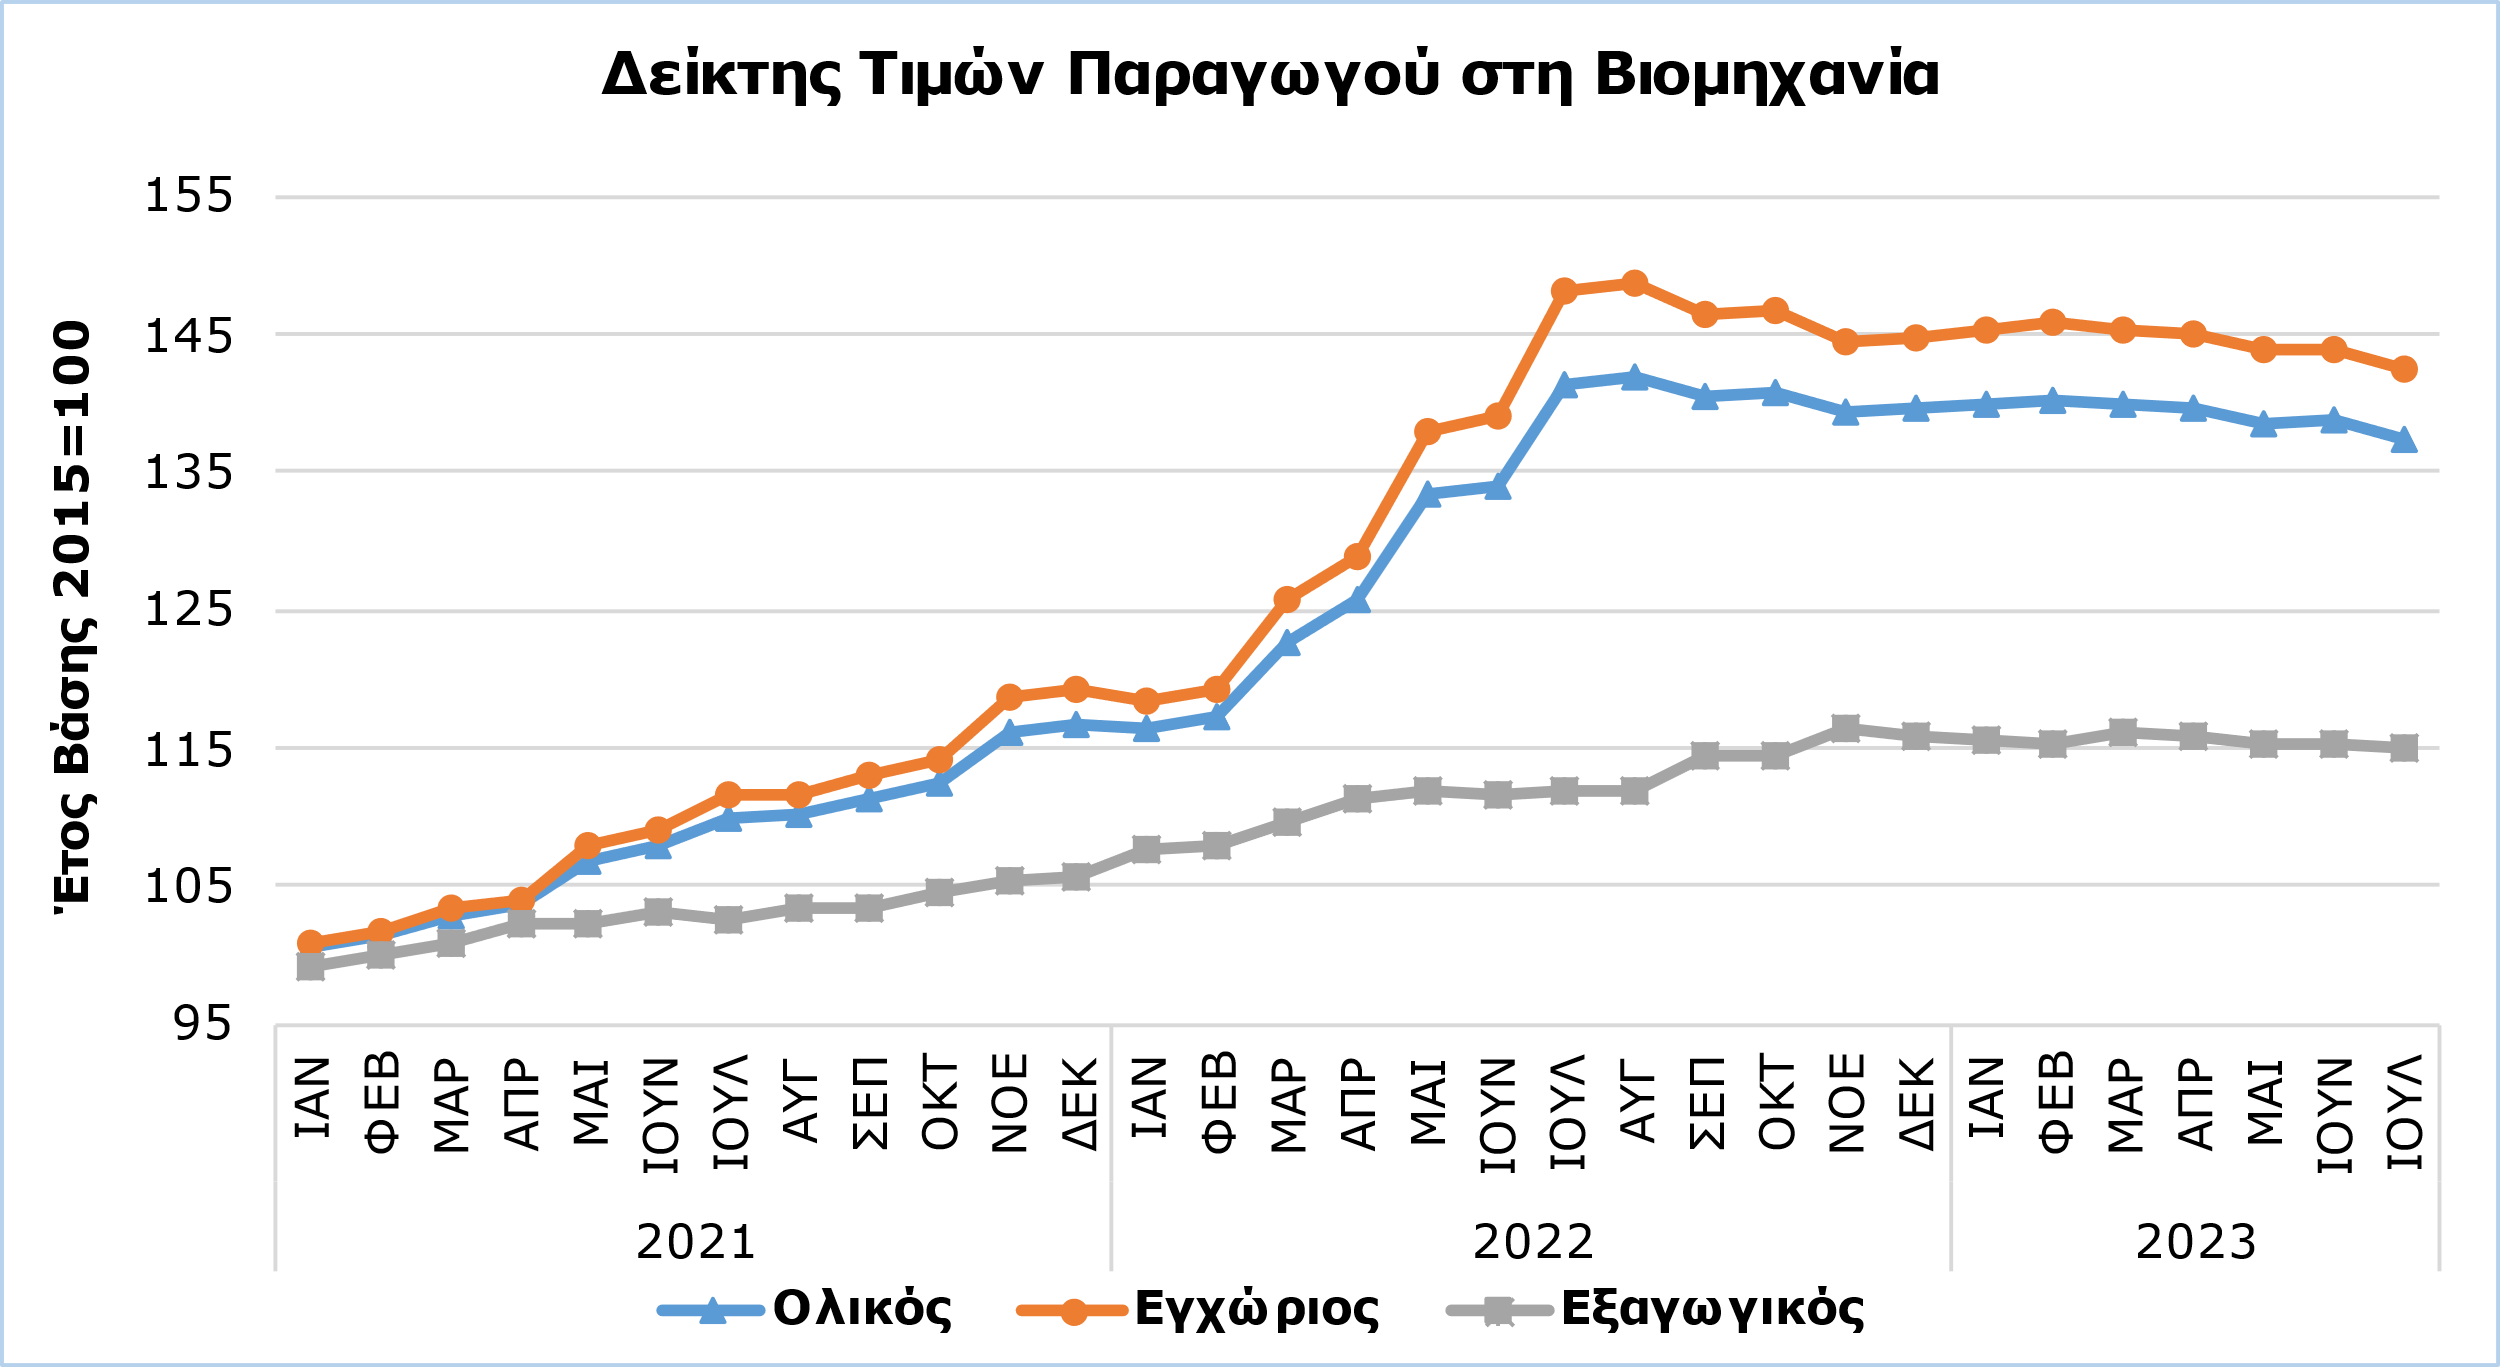 Δείκτης Τιμών Παραγωγού στη Βιομηχανία
Έτος Βάσης 2015=100
155
145
135
125
115
105
95
ΙΑΝ ΦΕΒ ΜΑΡ ΑΠΡ ΜΑΙ ΙΟΥΝ ΙΟΥΛ ΑΥΓ ΣΕΠ ΟΚΤ ΝΟΕ ΔΕΚ ΙΑΝ ΦΕΒ ΜΑΡ ΑΠΡ ΜΑΙ ΙΟΥΝ ΙΟΥΛ ΑΥΓ ΣΕΠ ΟΚΤ ΝΟΕ ΔΕΚ ΙΑΝ ΦΕΒ ΜΑΡ ΑΠΡ ΜΑΙ ΙΟΥΝ ΙΟΥΛ
2021 2022 2023
Ολικός Εγχώριος Εξαγωγικός